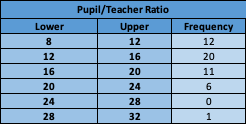 Pupil/Teacher Ratio
Lower Upper Frequency
8 12 12
12 16 20
16 20 11
20 24 6
24 28 0
28 32 1